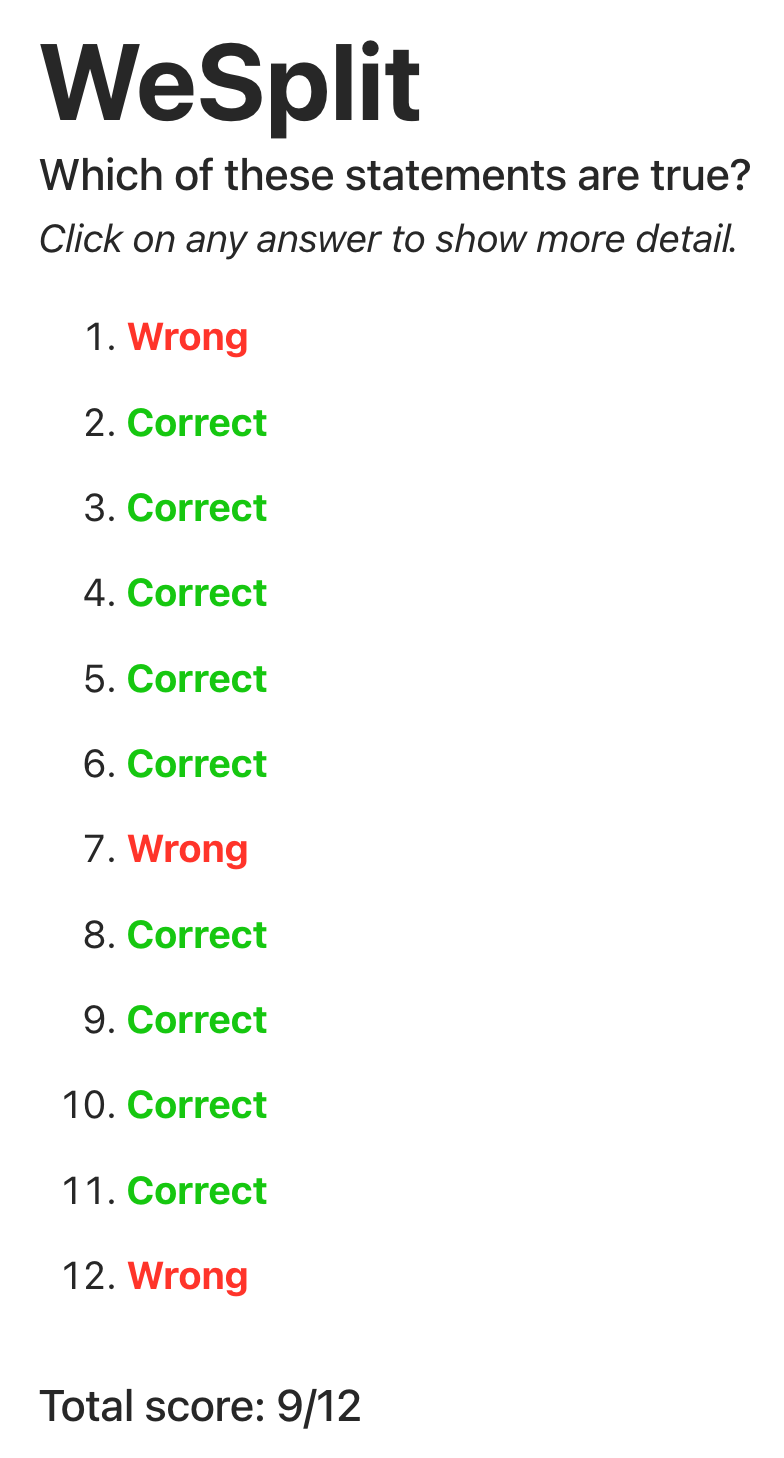 WeSplit
Which of these statements are true?
Click on any answer to show more detail.
1. Wrong
2. Correct
3. Correct
4. Correct
5. Correct
6. Correct
7. Wrong
8. Correct
9. Correct
10. Correct
11. Correct
12. Wrong
Total score: 9/12